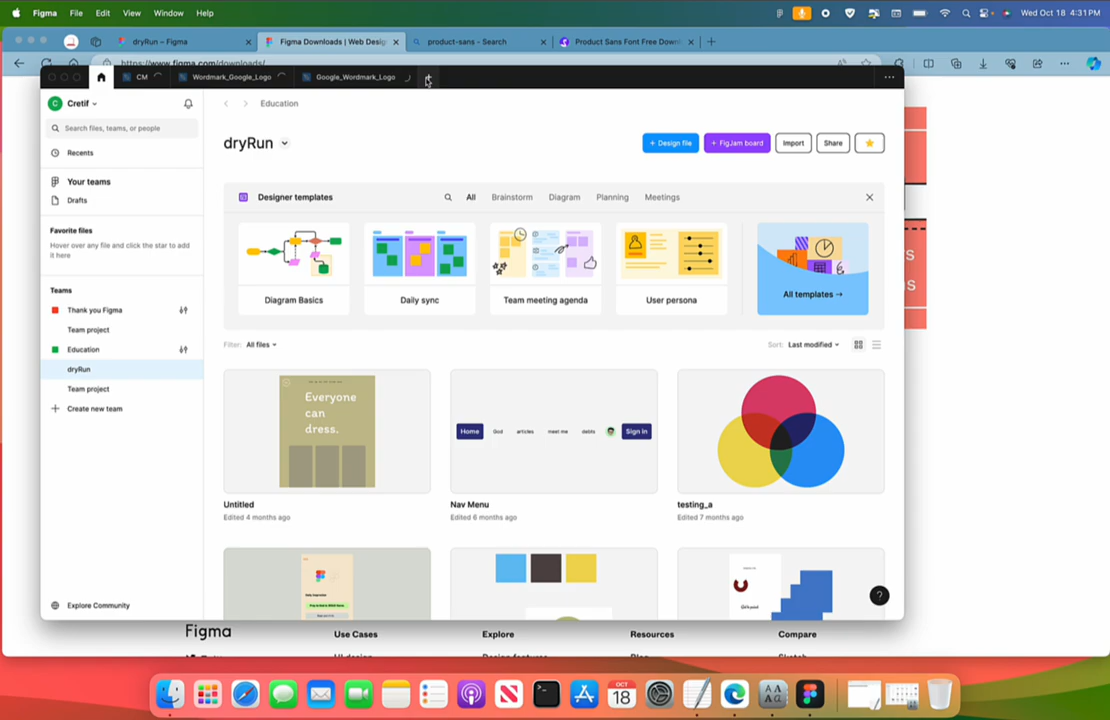 Figma File Edit View Window Help Wed Oct 18 4:31PM
dryRun – Figma Figma Downloads | Web Desig product-sans - Search Product Sans Font Free Downl
https://www.figma.com/downloads/
CM Wordmark_Google_Logo Google_Wordmark_Logo
Cretif
Search files, teams, or people
Recents
Your teams
Drafts
Favorite files
Hover over any file and click the star to add
it here
Teams
Thank you Figma
Team project
Education
dryRun
Team project
Create new team
Explore Community
Education
dryRun
+ Design file + FigJam board Import Share
Designer templates All Brainstorm Diagram Planning Meetings
Diagram Basics Daily sync Team meeting agenda User persona All templates →
Filter: All files Sort: Last modified
Everyone
can
dress.
Home God articles meet me debts Sign in
Untitled Nav Menu testing_a
Edited 4 months ago Edited 6 months ago Edited 7 months ago
?
s
s
Figma Use Cases Explore Resources Compare
OCT
18